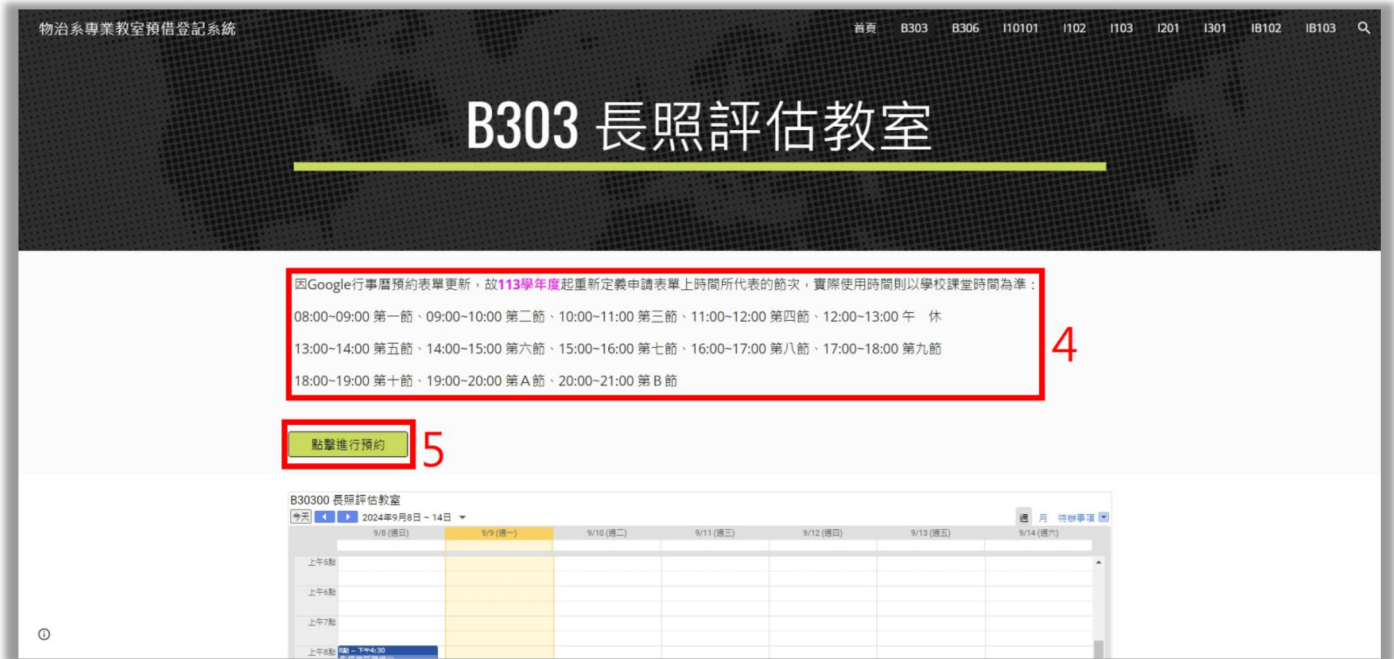 物治系專業教室預借登記系統 首頁 B303 B306 I10101 I102 I103 I201 I301 IB102 IB103
B303 長照評估教室
因Google行事曆預約表單更新，故113學年度起重新定義申請表單上時間所代表的節次，實際使用時間則以學校課堂時間為準：
08:00~09:00 第一節、09:00~10:00 第二節、10:00~11:00 第三節、11:00~12:00 第四節、12:00~13:00 午　休
13:00~14:00 第五節、14:00~15:00 第六節、15:00~16:00 第七節、16:00~17:00 第八節、17:00~18:00 第九節
4
18:00~19:00 第十節、19:00~20:00 第Ａ節、20:00~21:00 第Ｂ節
點擊進行預約
5
B30300 長照評估教室
今天 2024年9月8日 – 14日 週 月 待辦事項
9/8 (週日) 9/9 (週一) 9/10 (週二) 9/11 (週三) 9/12 (週四) 9/13 (週五) 9/14 (週六)
上午5點
上午6點
上午7點
上午8點 8點 – 下午4:30